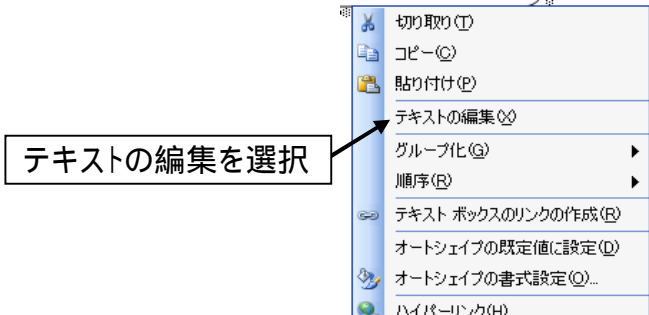 切り取り(T)
コピー(C)
貼り付け(P)
テキストの編集(X)
テキストの編集を選択
グループ化(G)
順序(R)
テキスト ボックスのリンクの作成(R)
オートシェイプの既定値に設定(D)
オートシェイプの書式設定(O)...
ハイパーリンク(H)